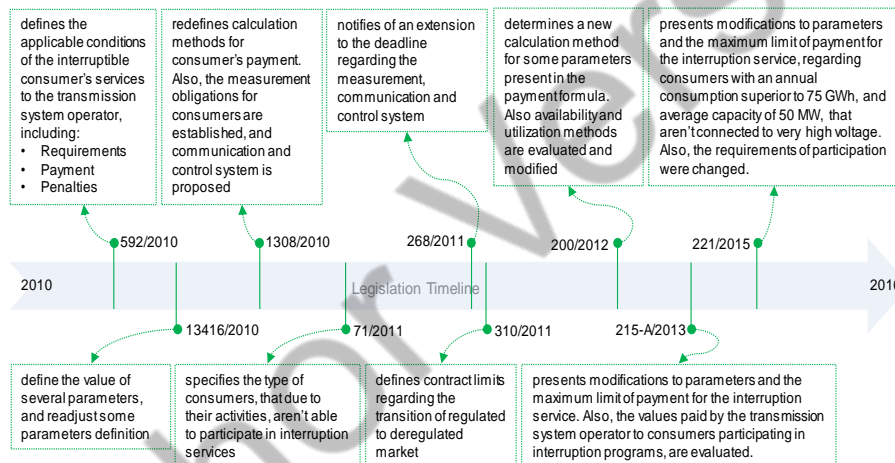 defines the
applicable conditions
of the interruptible
consumer's services
to the transmission
system operator,
including:
• Requirements
• Payment
• Penalties
redefines calculation
methods for
consumer's payment.
Also, the measurement
obligations for
consumers are
established, and
communication and
control system is
proposed
notifies of an extension
to the deadline
regarding the
measurement,
communication and
control system
determines a new
calculation method
for some parameters
present in the
payment formula.
Also availability and
utilization methods
are evaluated and
modified
presents modifications to parameters
and the maximum limit of payment for
the interruption service, regarding
consumers with an annual
consumption superior to 75 GWh, and
average capacity of 50 MW, that
aren't connected to very high voltage.
Also, the requirements of participation
were changed.
592/2010
1308/2010
268/2011
200/2012
221/2015
2010
Legislation Timeline
2016
13416/2010
71/2011
310/2011
215-A/2013
define the value of
several parameters,
and readjust some
parameters definition
specifies the type of
consumers, that due to
their activities, aren't able
to participate in interruption
services
defines contract limits
regarding the
transition of regulated
to deregulated
market
presents modifications to parameters and the
maximum limit of payment for the interruption
service. Also, the values paid by the transmission
system operator to consumers participating in
interruption programs, are evaluated.